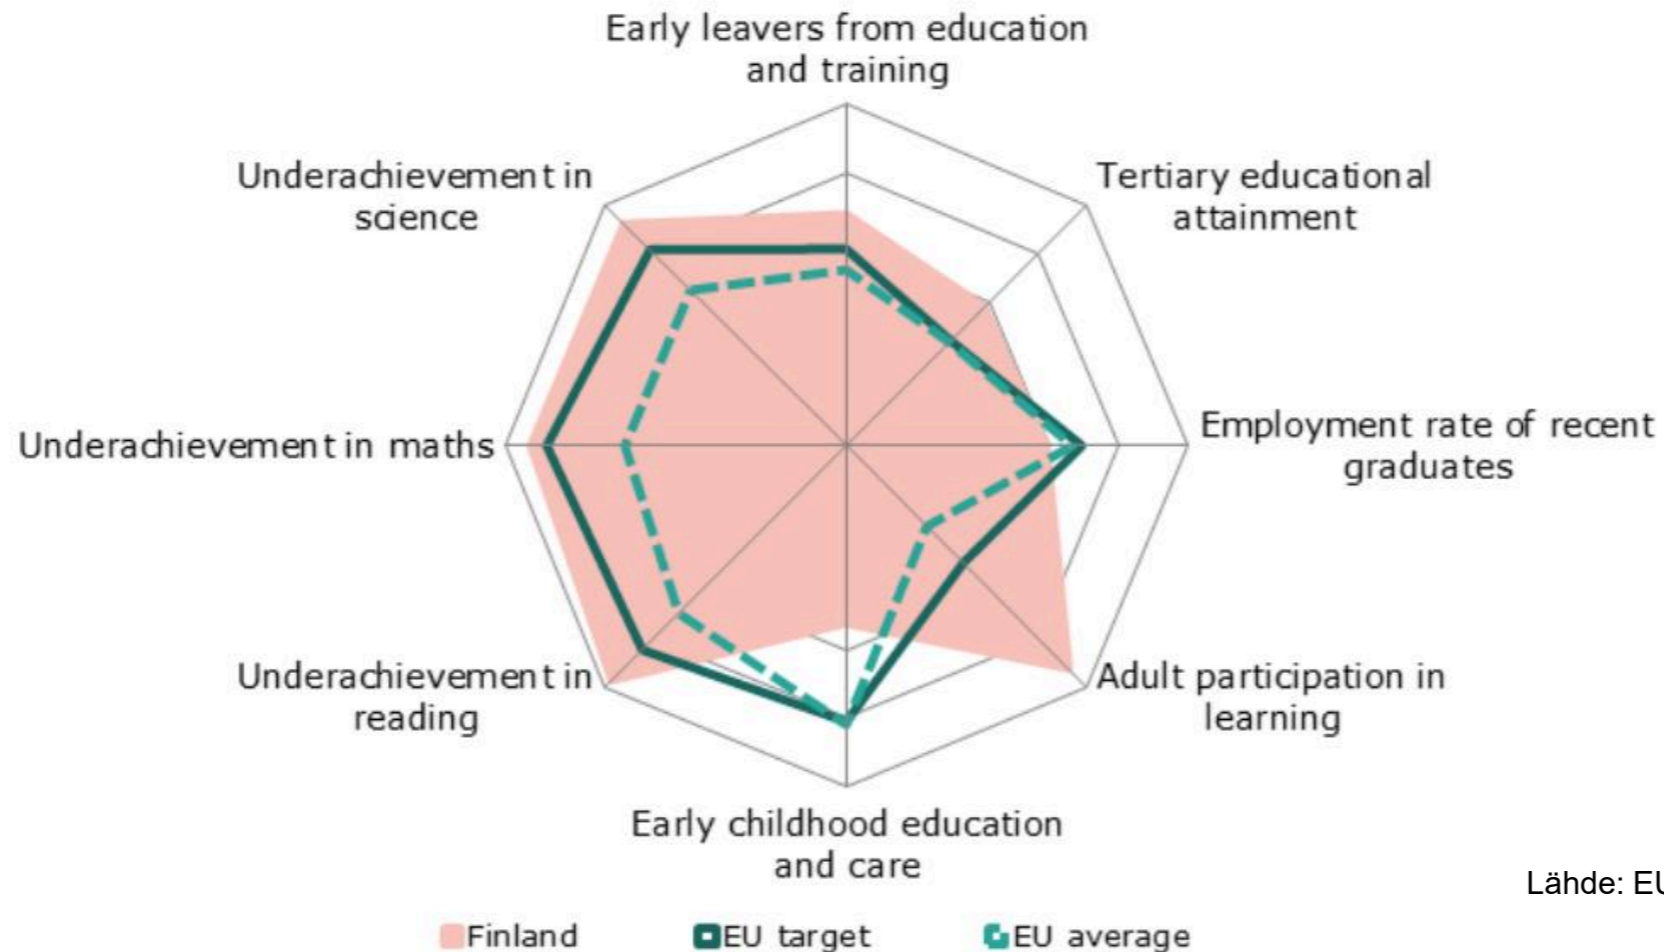 Early leavers from education
and training
Underachievement in
science
Tertiary educational
attainment
Underachievement in maths
Employment rate of recent
graduates
Underachievement in
reading
Adult participation in
learning
Early childhood education
and care
Lähde: EU
Finland
EU target
EU average